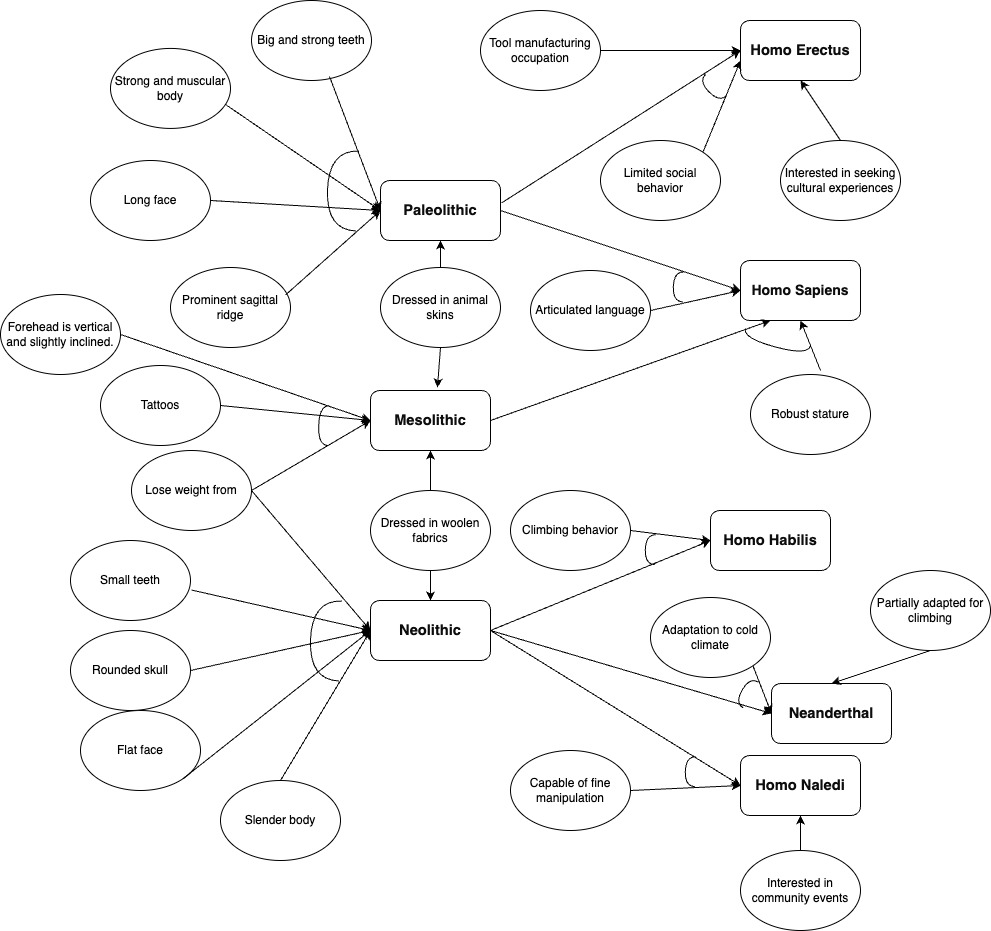 Big and strong teeth
Tool manufacturing
occupation
Homo Erectus
Strong and muscular
body
Limited social
behavior
Interested in seeking
cultural experiences
Long face
Paleolithic
Prominent sagittal
ridge
Dressed in animal
skins
Articulated language
Homo Sapiens
Forehead is vertical
and slightly inclined.
Tattoos
Mesolithic
Robust stature
Lose weight from
Dressed in woolen
fabrics
Climbing behavior
Homo Habilis
Small teeth
Neolithic
Adaptation to cold
climate
Partially adapted for
climbing
Rounded skull
Neanderthal
Flat face
Capable of fine
manipulation
Homo Naledi
Slender body
Interested in
community events